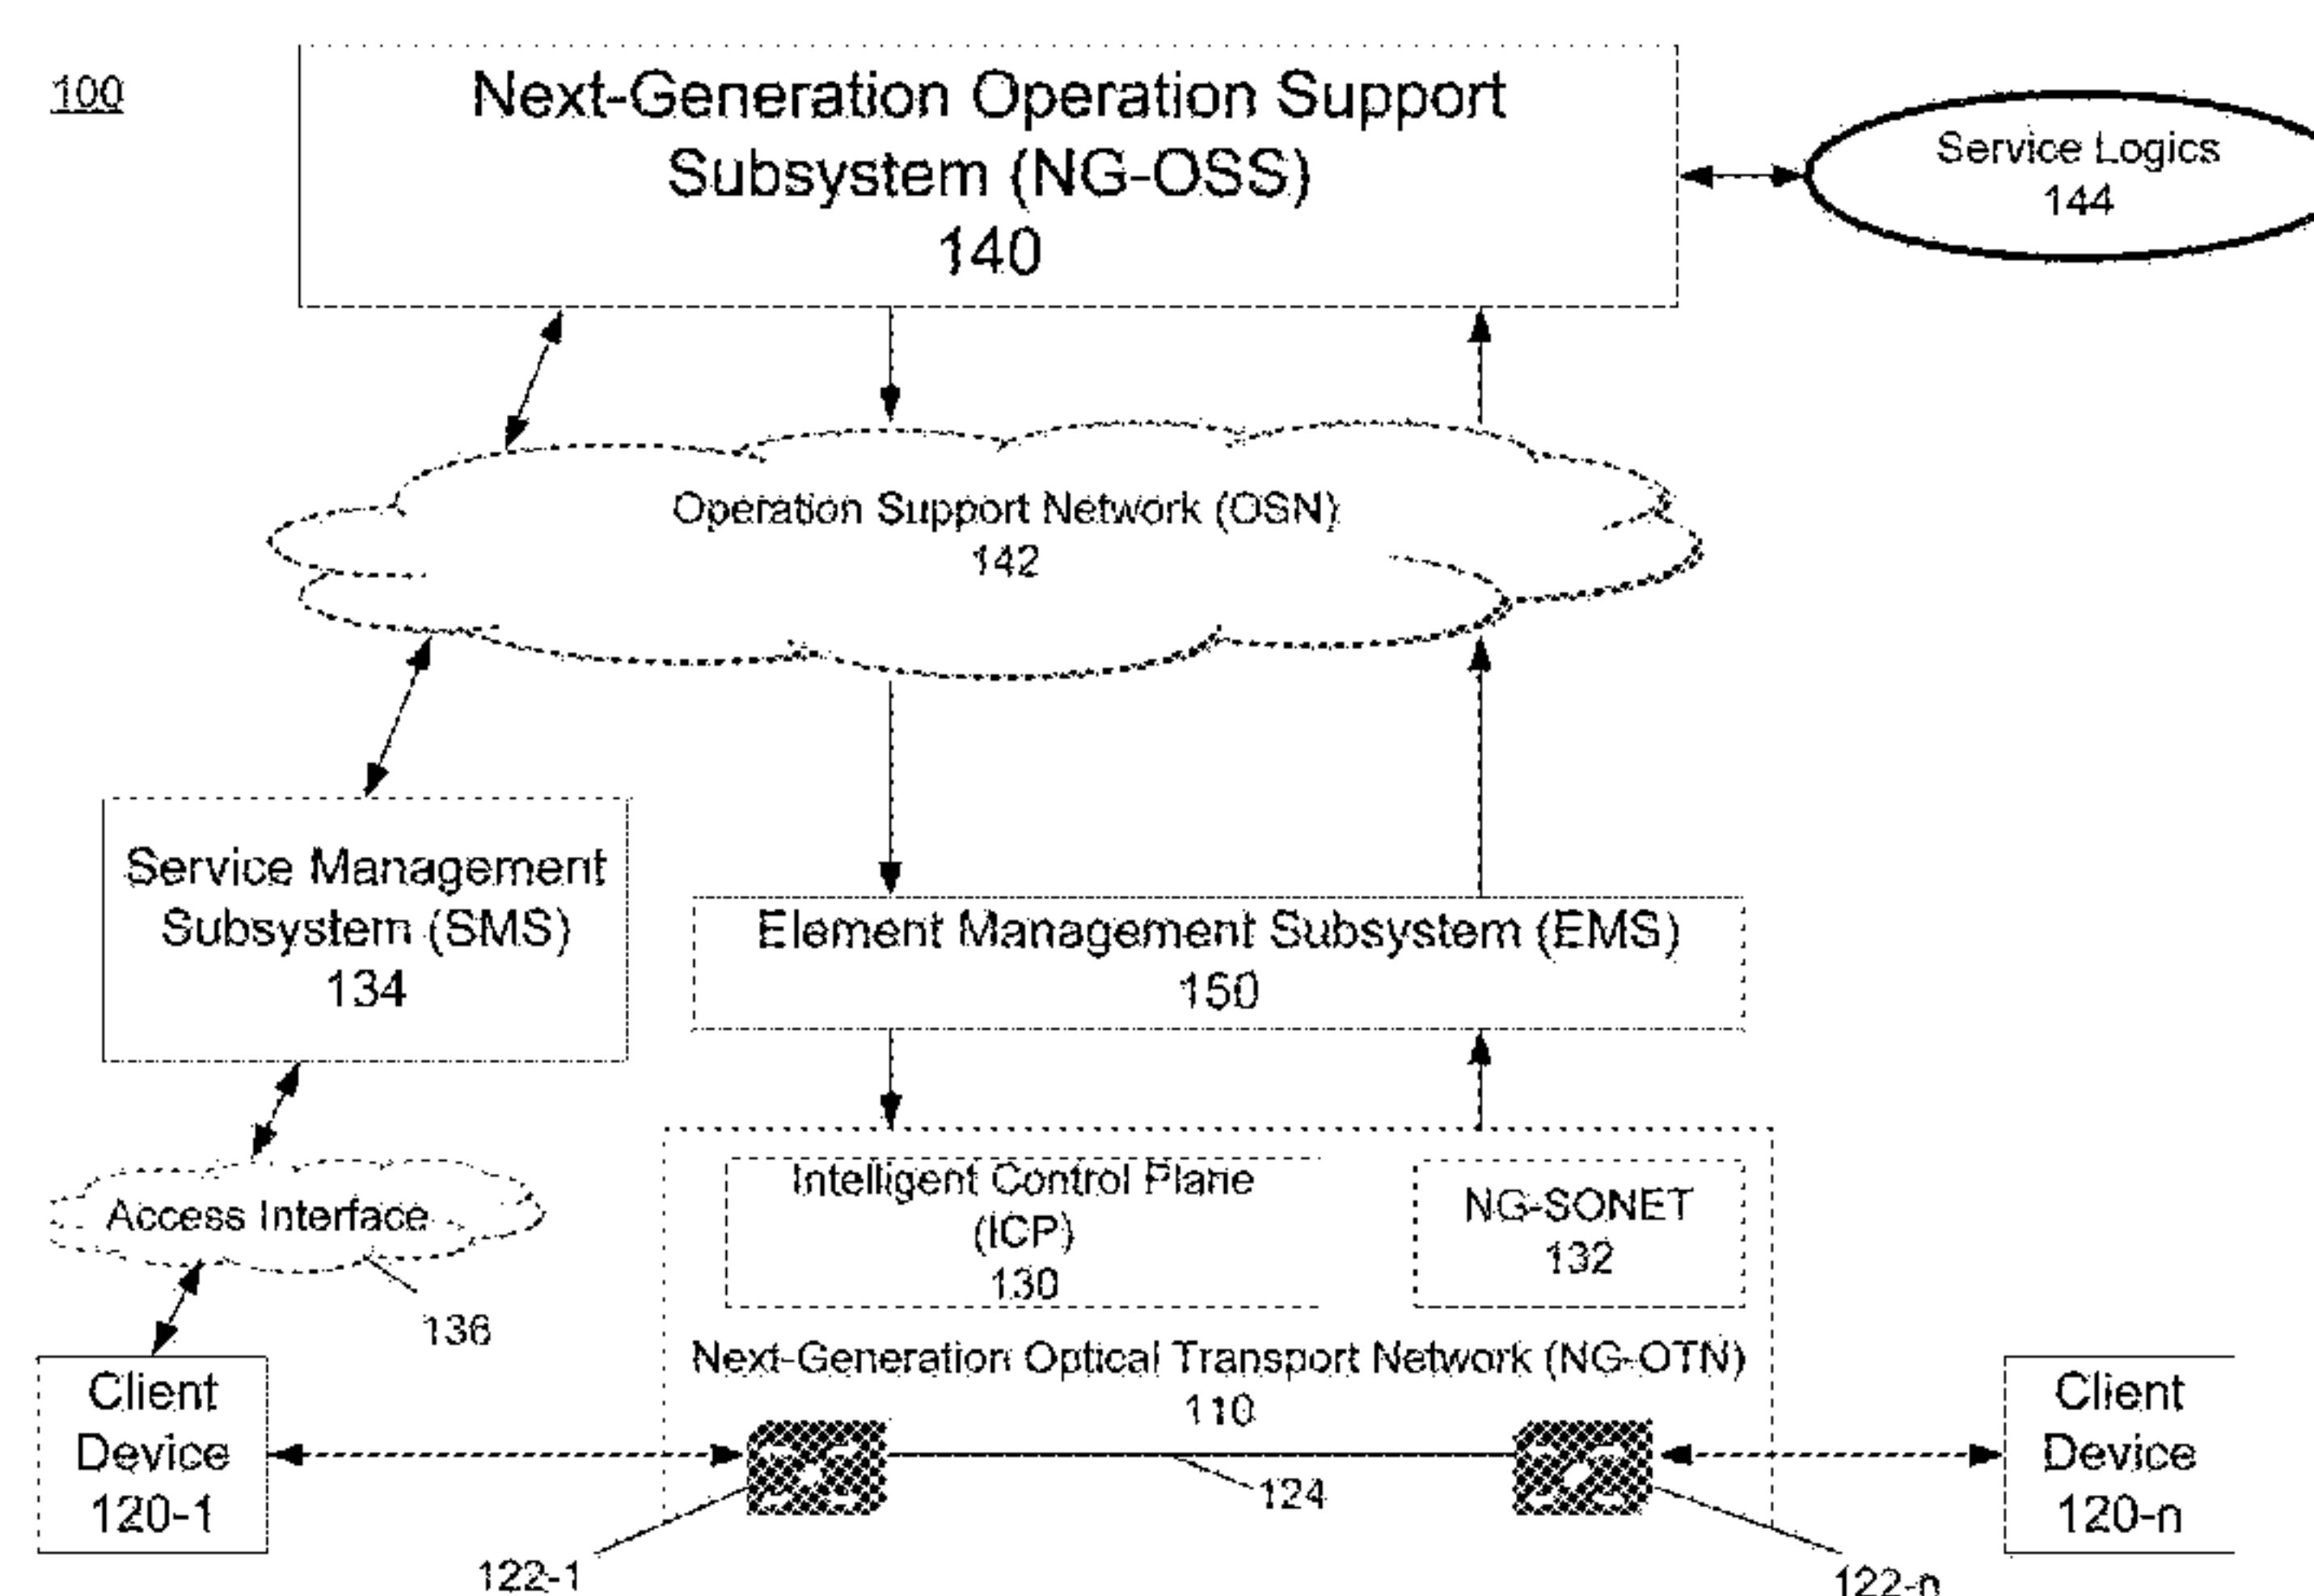 100
Next-Generation Operation Support
Subsystem (NG-OSS)
140
Service Logics
144
Operation Support Network (OSN)
142
Service Management
Subsystem (SMS)
134
Element Management Subsystem (EMS)
150
Access Interface
136
Intelligent Control Plane
(ICP)
130
NG-SONET
132
Next-Generation Optical Transport Network (NG-OTN)
110
Client
Device
120-1
124
Client
Device
120-n
122-1
122-n